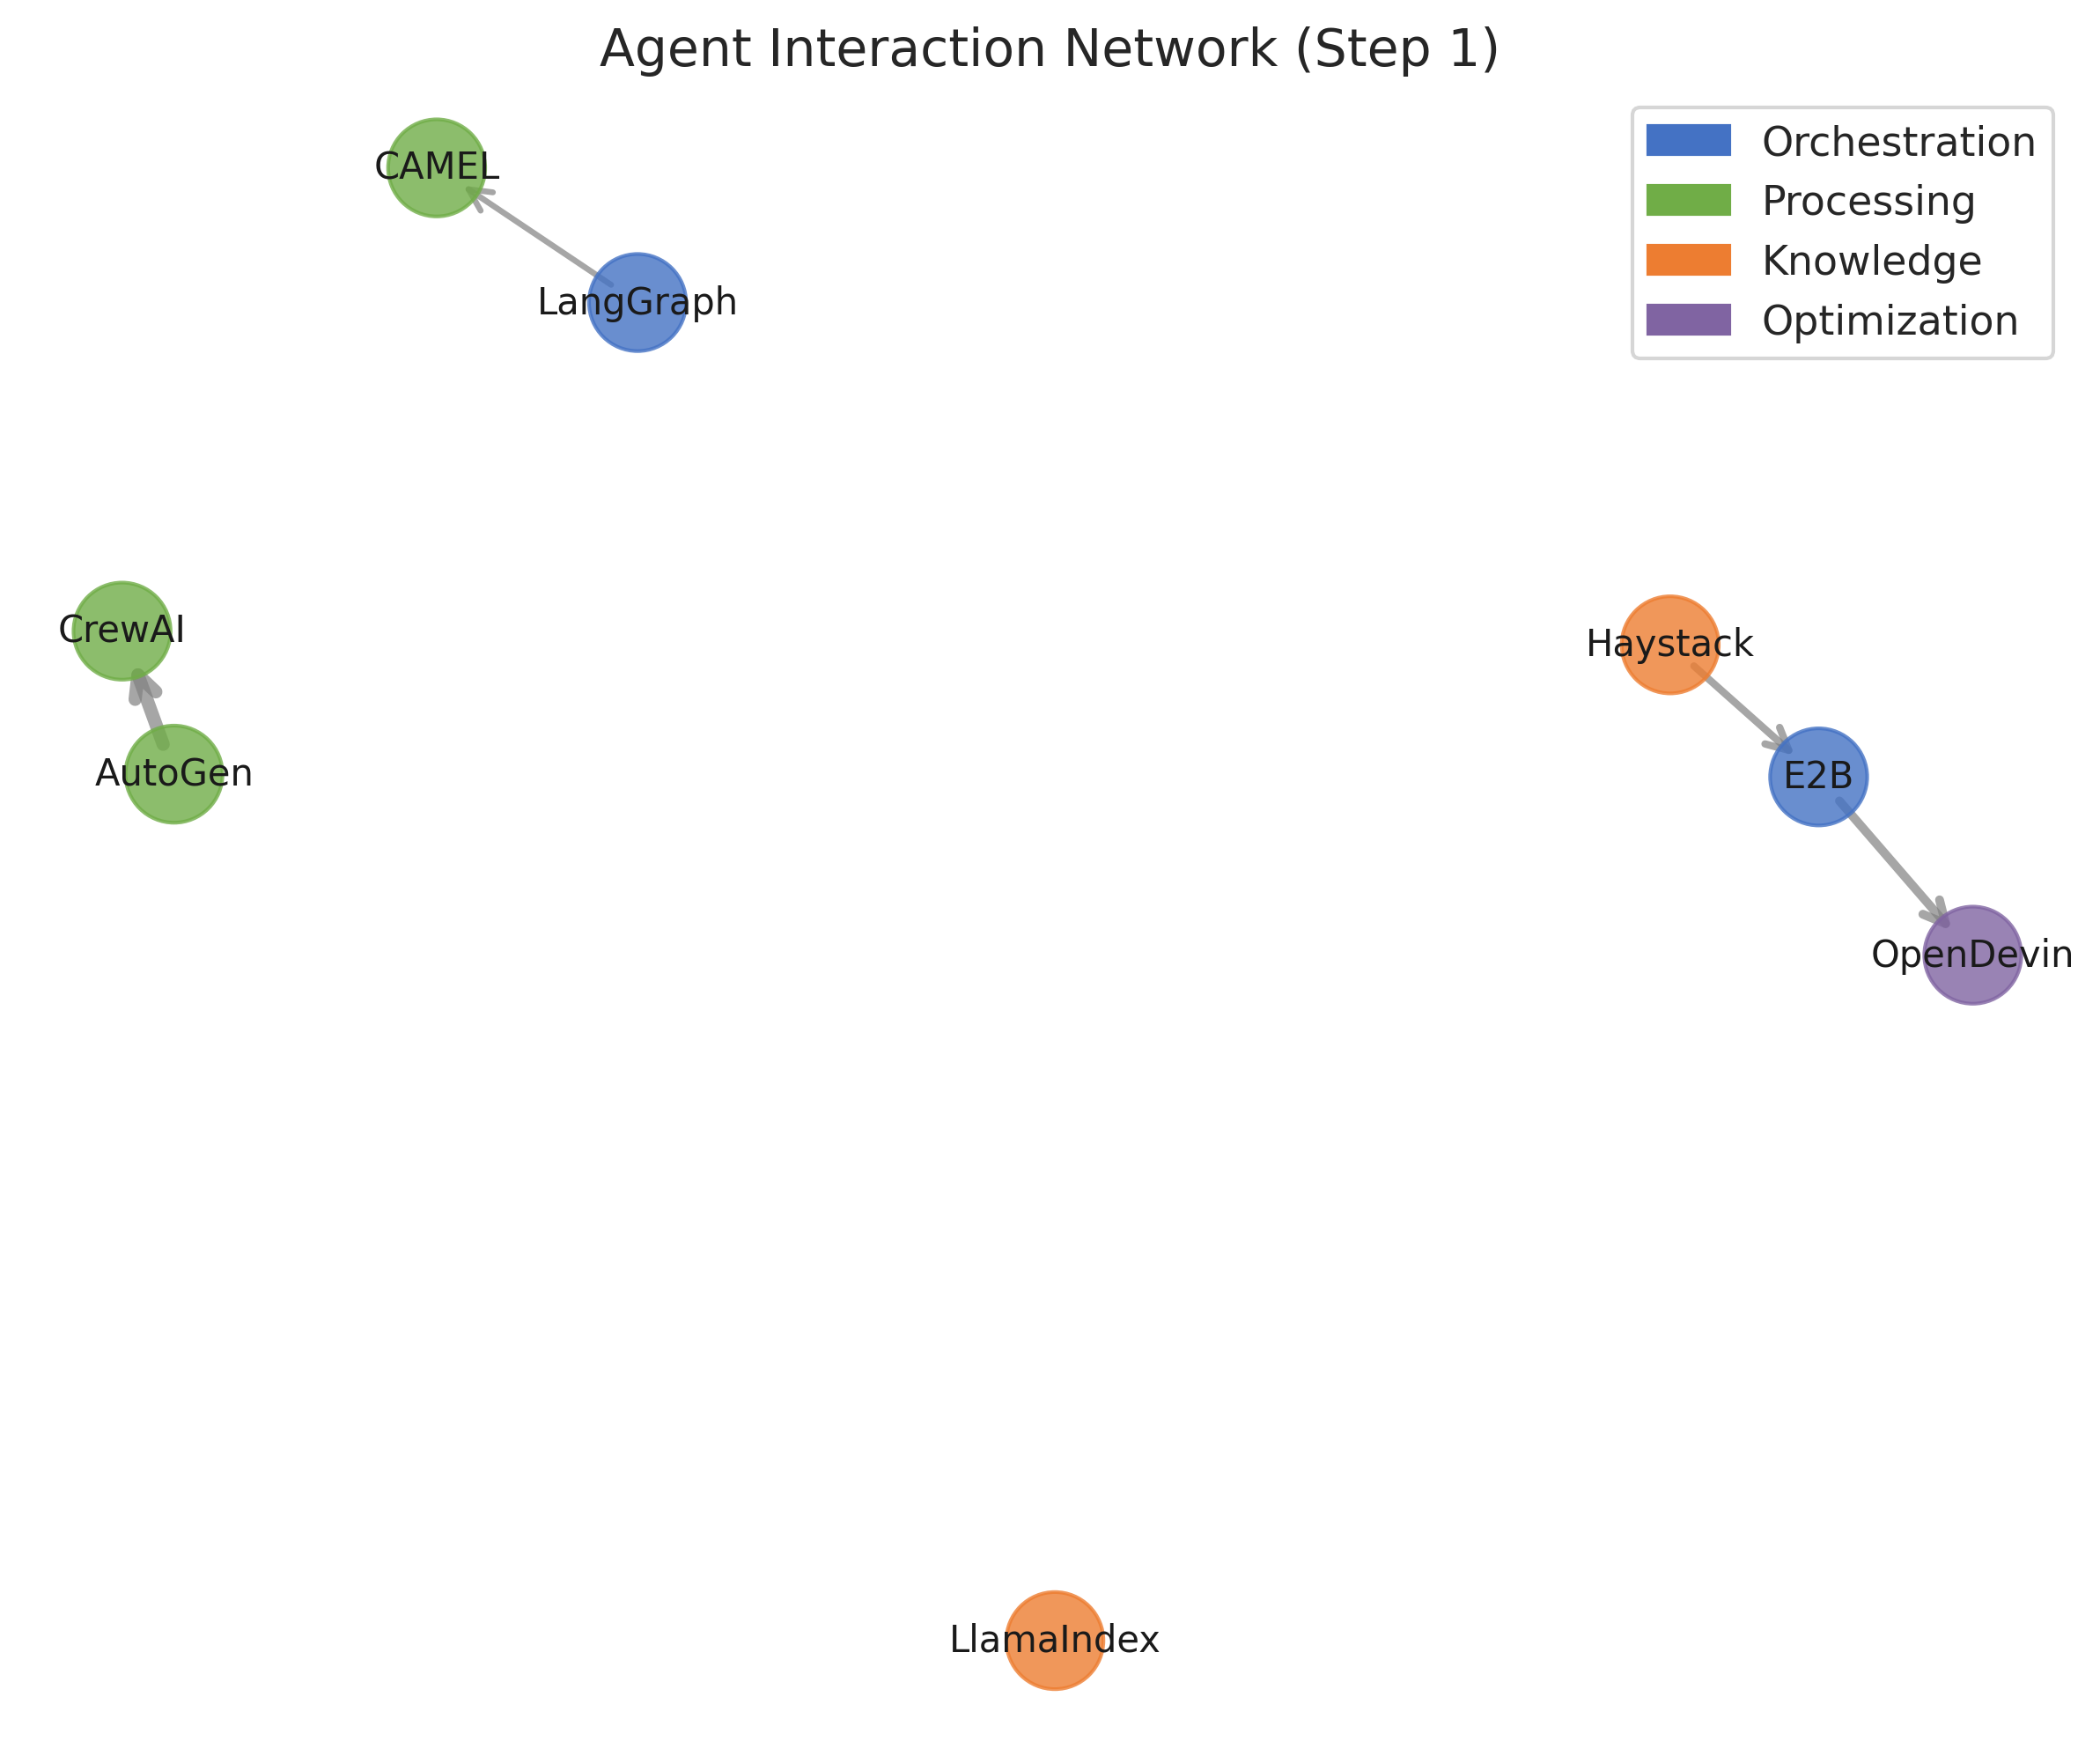 Agent Interaction Network (Step 1)
Orchestration
Processing
Knowledge
Optimization
CAMEL
LangGraph
CrewAI
Haystack
AutoGen
E2B
OpenDevin
LlamaIndex